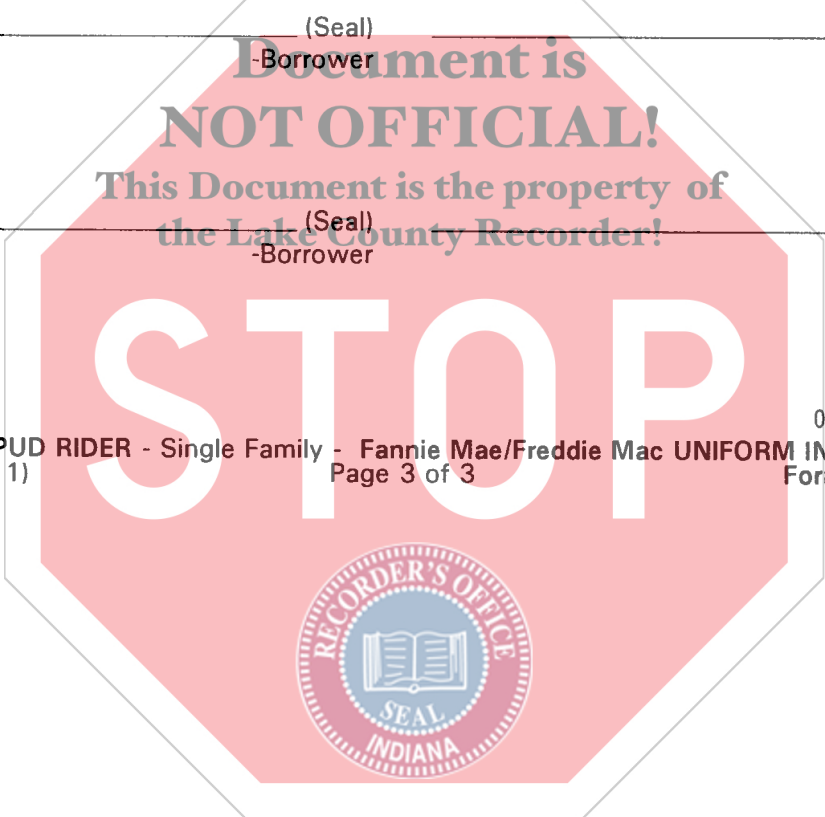 (Seal)
-Borrower
Document is
NOT OFFICIAL!
This Document is the property of
the Lake County Recorder!
(Seal)
-Borrower
STOP
0
PUD RIDER - Single Family - Fannie Mae/Freddie Mac UNIFORM IN
1)
Page 3 of 3
For
RECORDER'S OFFICE
SEAL
INDIANA